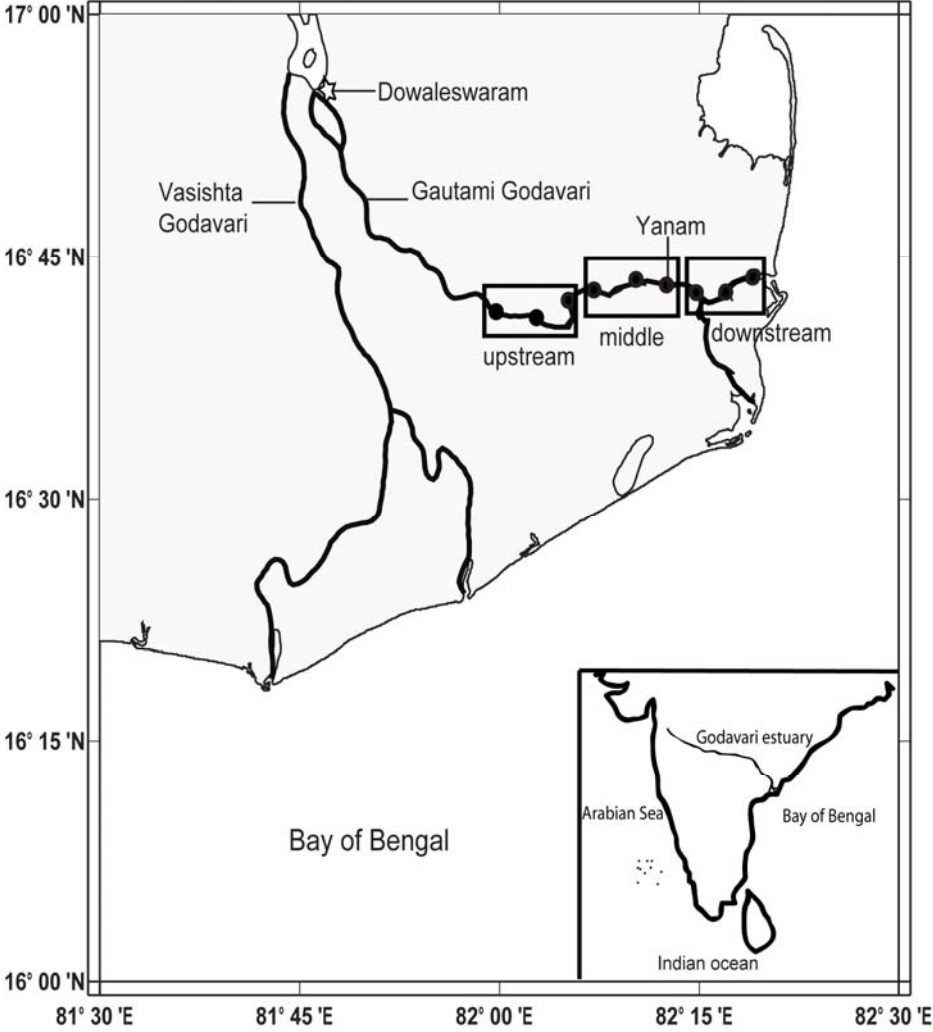 17° 00 'N
Dowaleswaram
Vasishta
Godavari
Gautami Godavari
Yanam
16° 45 'N
upstream
middle
downstream
16° 30 'N
16° 15 'N
Godavari estuary
Arabian Sea
Bay of Bengal
Bay of Bengal
Indian ocean
16° 00 'N
81° 30 'E
81° 45 'E
82° 00 'E
82° 15 'E
82° 30 'E